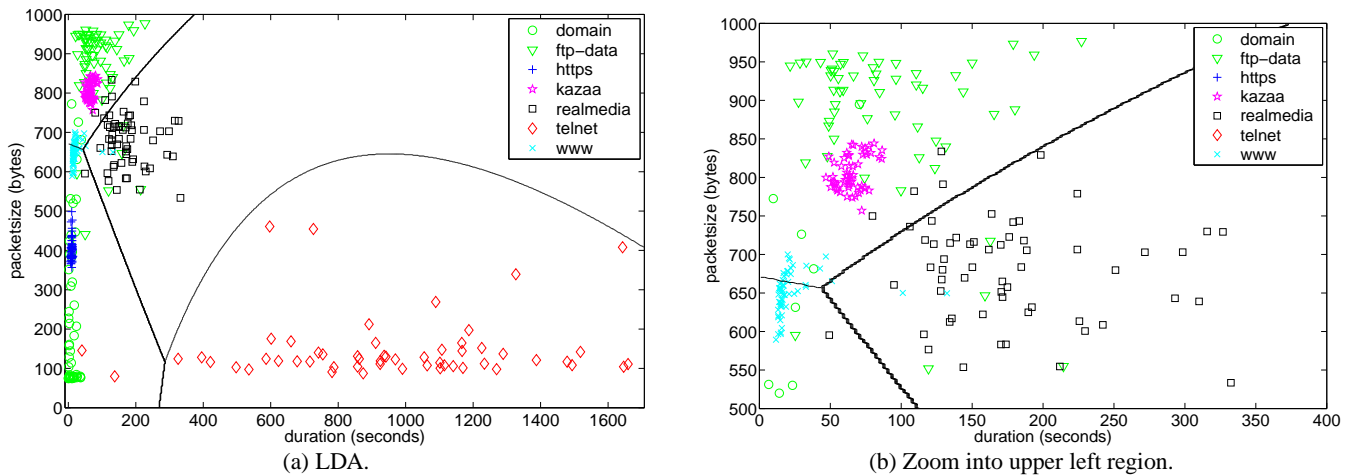 1000
900
800
700
600
500
400
300
200
100
0
0 200 400 600 800 1000 1200 1400 1600
packetsize (bytes)
duration (seconds)
domain
ftp−data
https
kazaa
realmedia
telnet
www
(a) LDA.
1000
950
900
850
800
750
700
650
600
550
500
0 50 100 150 200 250 300 350 400
packetsize (bytes)
duration (seconds)
domain
ftp−data
https
kazaa
realmedia
telnet
www
(b) Zoom into upper left region.